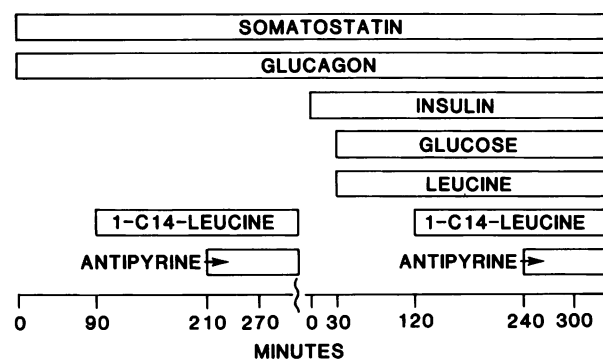 SOMATOSTATIN
GLUCAGON
INSULIN
GLUCOSE
LEUCINE
1-C14-LEUCINE 1-C14-LEUCINE
ANTIPYRINE ANTIPYRINE
0 90 210 270 0 30 120 240 300
MINUTES